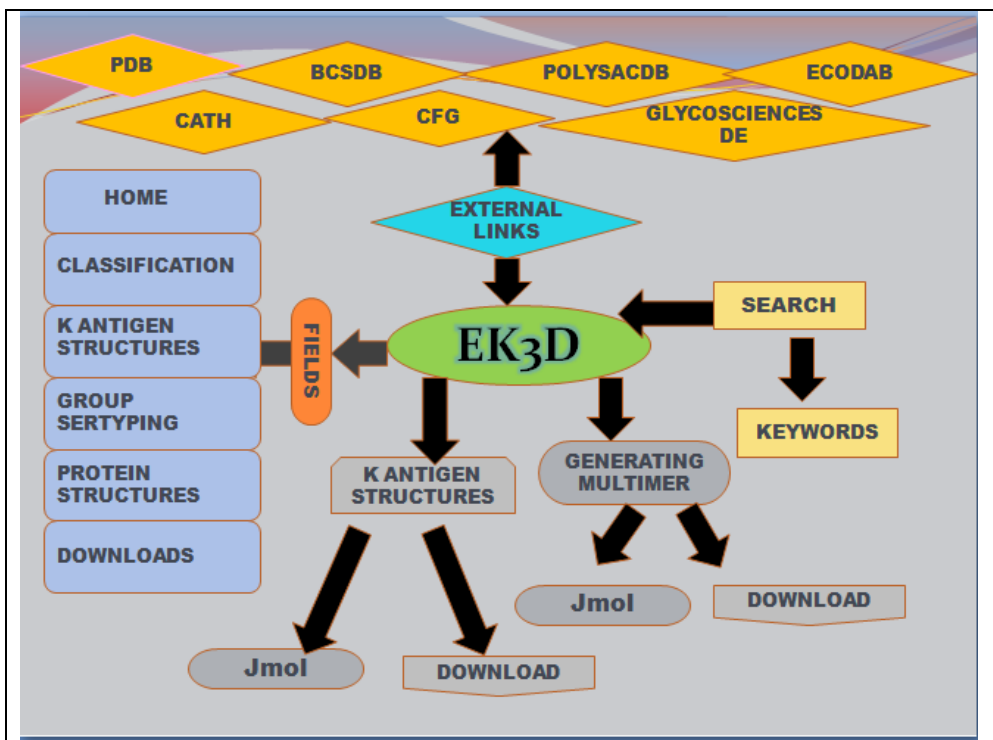 PDB
BCSDB
POLYSACDB
ECODAB
CATH
CFG
GLYCOSCIENCES
DE
HOME
CLASSIFICATION
K ANTIGEN
STRUCTURES
GROUP
SERTYPING
PROTEIN
STRUCTURES
DOWNLOADS
FIELDS
EXTERNAL
LINKS
EK3D
SEARCH
KEYWORDS
K ANTIGEN
STRUCTURES
GENERATING
MULTIMER
Jmol
DOWNLOAD
Jmol
DOWNLOAD